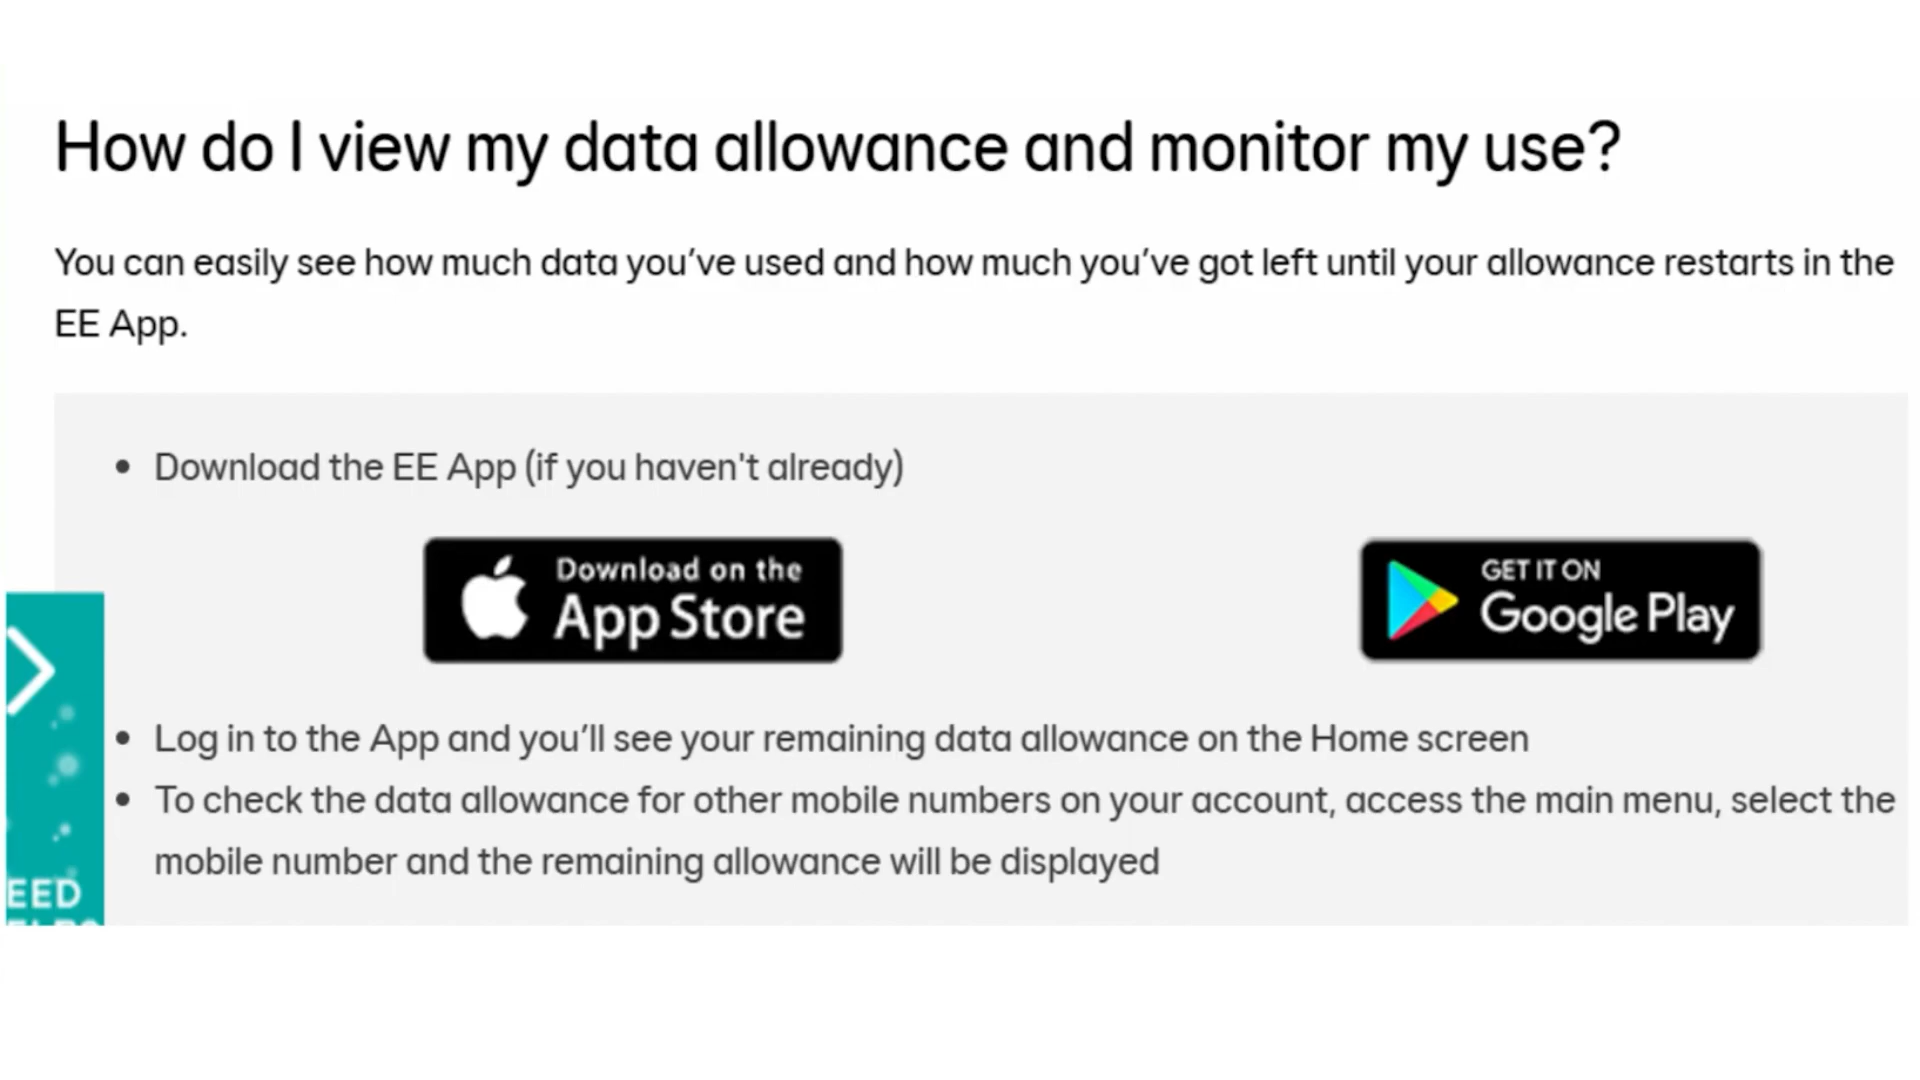 How do I view my data allowance and monitor my use?
You can easily see how much data you’ve used and how much you’ve got left until your allowance restarts in the
EE App.
• Download the EE App (if you haven't already)
Download on the
App Store
GET IT ON
Google Play
• Log in to the App and you’ll see your remaining data allowance on the Home screen
• To check the data allowance for other mobile numbers on your account, access the main menu, select the
mobile number and the remaining allowance will be displayed
EED